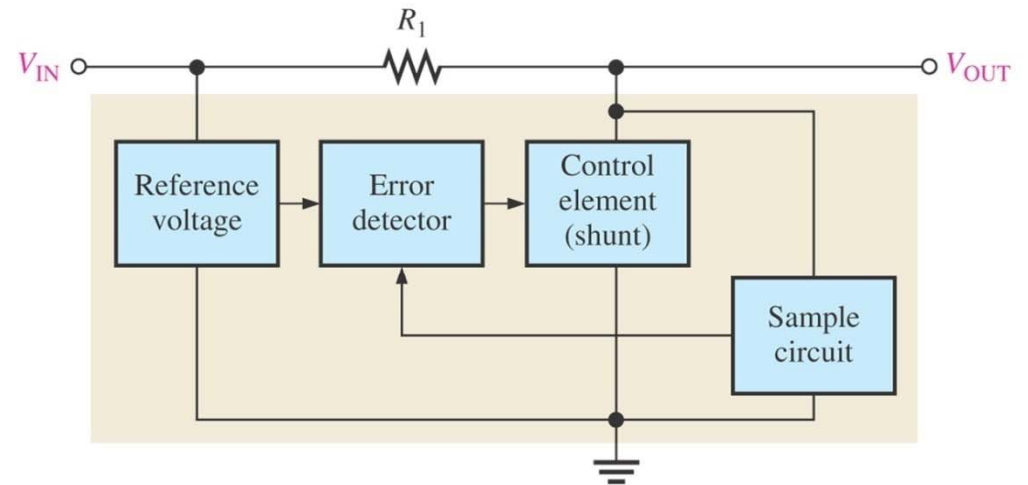 R1
VIN
VOUT
Reference
voltage
Error
detector
Control
element
(shunt)
Sample
circuit